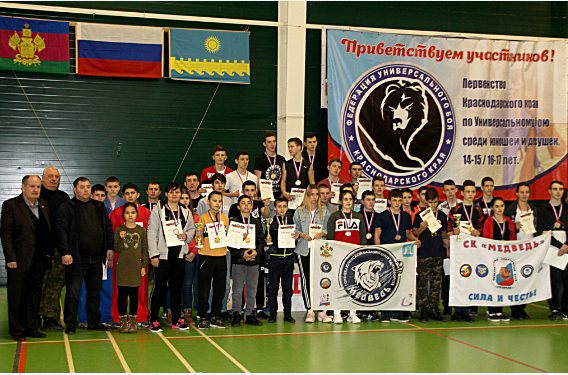 Приветствуем участников!
ФЕДЕРАЦИЯ УНИВЕРСАЛЬНОГО БОЯ
КРАСНОДАРСКОГО КРАЯ
Первенство
Краснодарского края
по Универсальному бою
среди юношей и девушек.
14-15/ 16-17 лет.
FILA
МЕДВЕДЬ
СК «МЕДВЕДЬ»
СИЛА И ЧЕСТЬ!